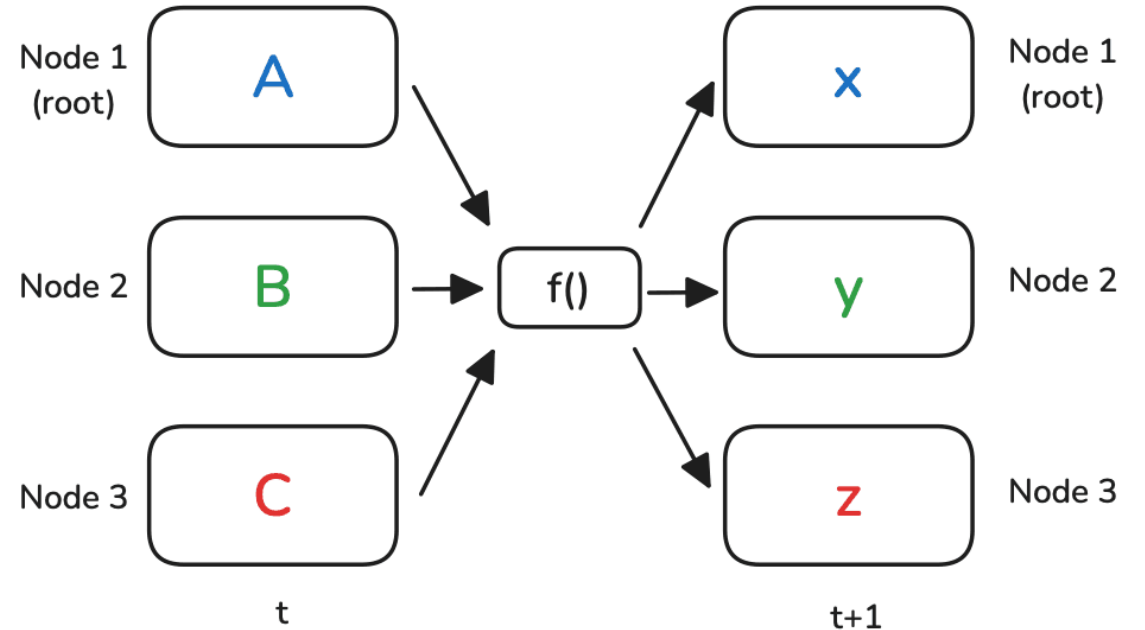 Node 1
(root)
A
x
Node 1
(root)
Node 2
B
f()
y
Node 2
Node 3
C
z
Node 3
t
t+1